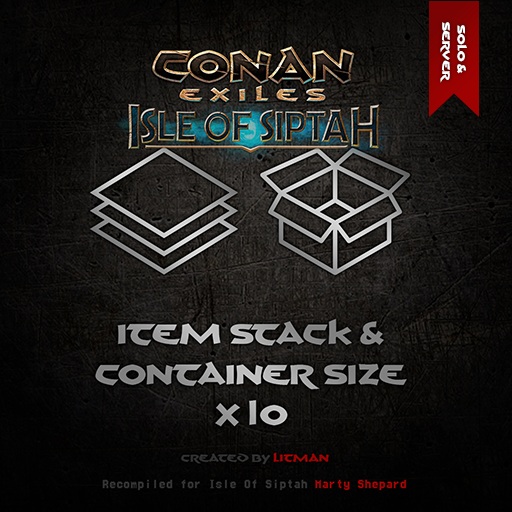 SOLO &
SERVER
CONAN
EXILES
ISLE OF SIPTAH
ITEM STACK &
CONTAINER SIZE
x10
CREATED BY LITMAN
Recompiled for Isle Of Siptah Marty Shepard